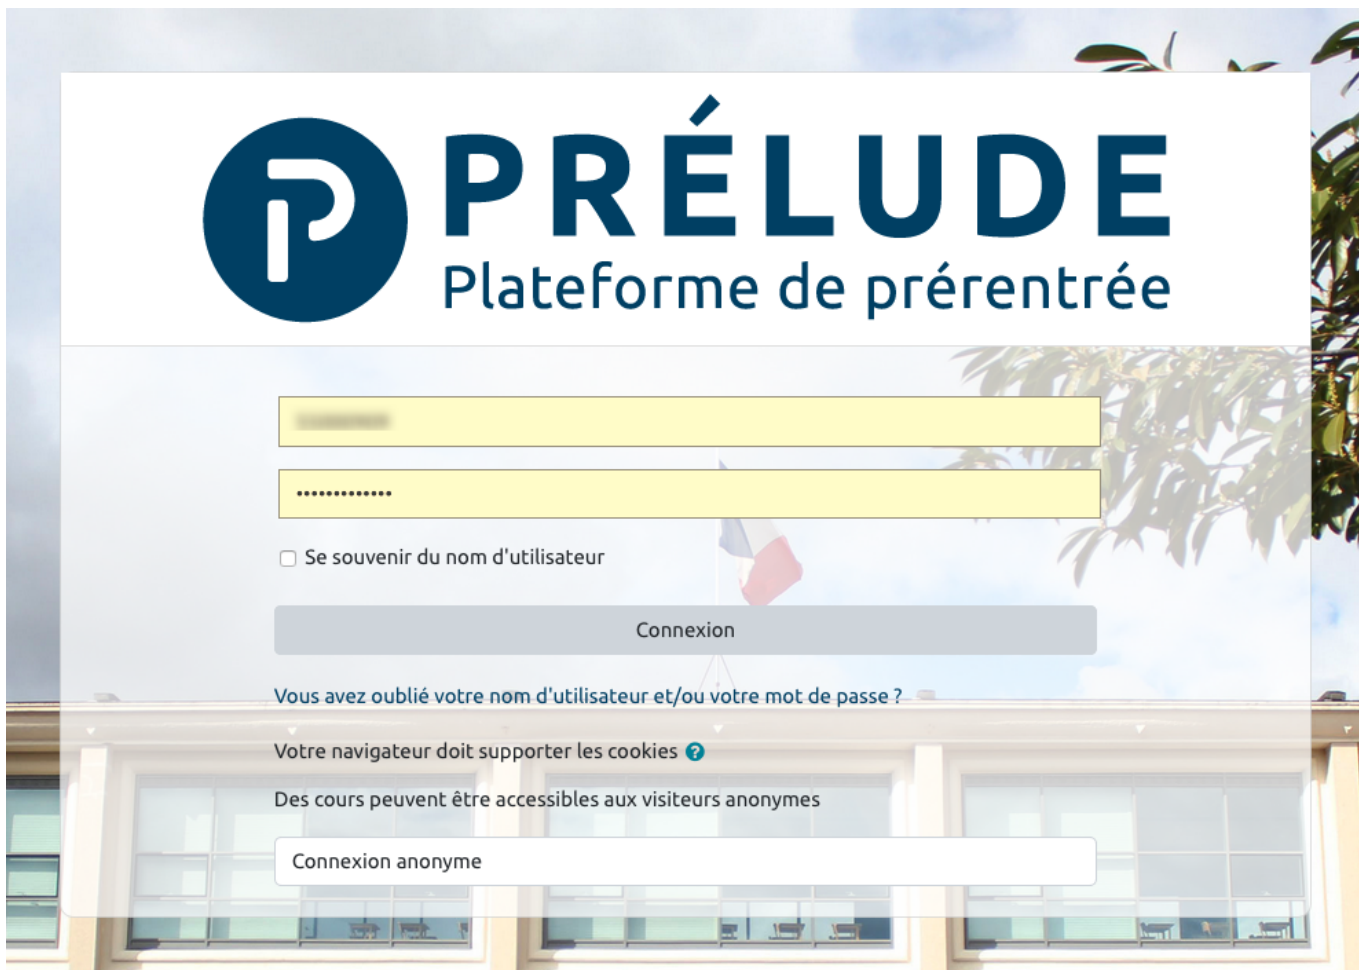 PRÉLUDE
Plateforme de prérentrée
•••••••••••••
Se souvenir du nom d'utilisateur
Connexion
Vous avez oublié votre nom d'utilisateur et/ou votre mot de passe ?
Votre navigateur doit supporter les cookies ?
Des cours peuvent être accessibles aux visiteurs anonymes
Connexion anonyme